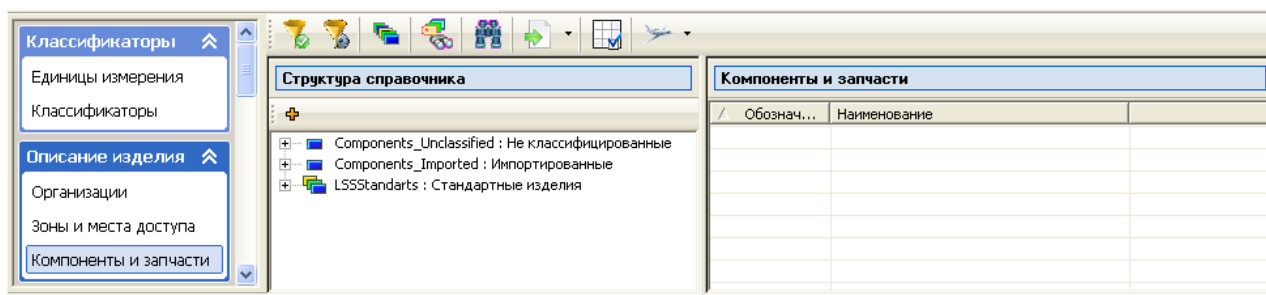 Классификаторы
Единицы измерения
Классификаторы
Описание изделия
Организации
Зоны и места доступа
Компоненты и запчасти
Структура справочника
Components_Unclassified : Не классифицированные
Components_Imported : Импортированные
LSSStandarts : Стандартные изделия
Компоненты и запчасти
Обознач... Наименование